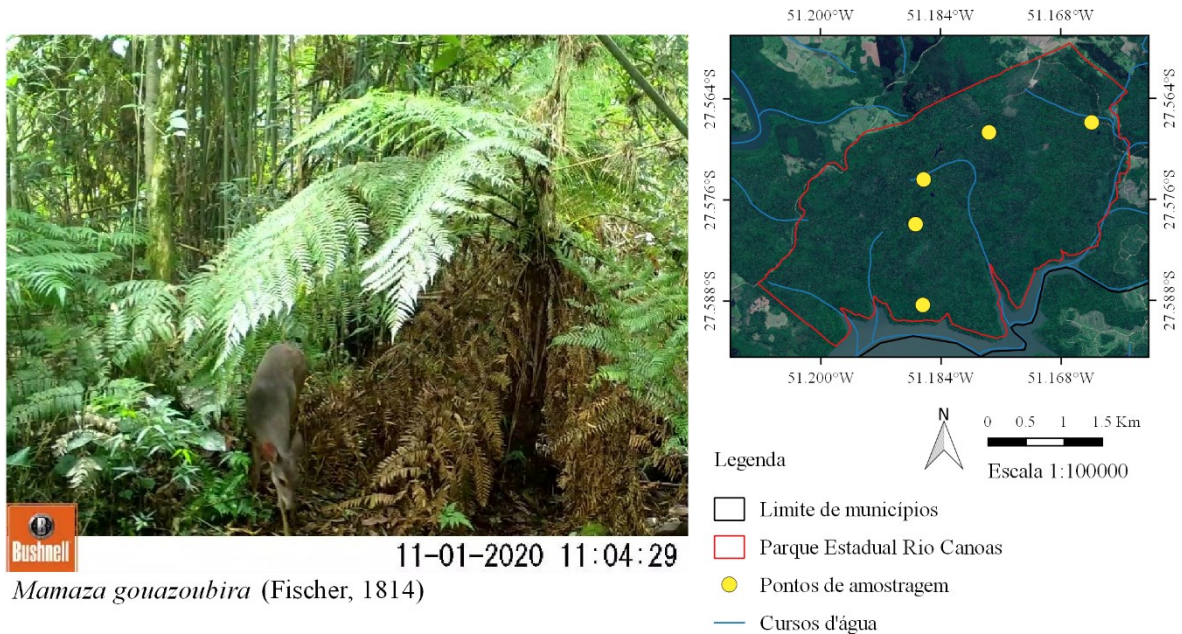 Bushnell
11-01-2020 11:04:29
Mamaza gouazoubira (Fischer, 1814)
51.200°W 51.184°W 51.168°W
27.564°S
27.576°S
27.588°S
27.564°S
27.576°S
27.588°S
51.200°W 51.184°W 51.168°W
N
0 0.5 1 1.5 Km
Escala 1:100000
Legenda
Limite de municípios
Parque Estadual Rio Canoas
Pontos de amostragem
Cursos d'água